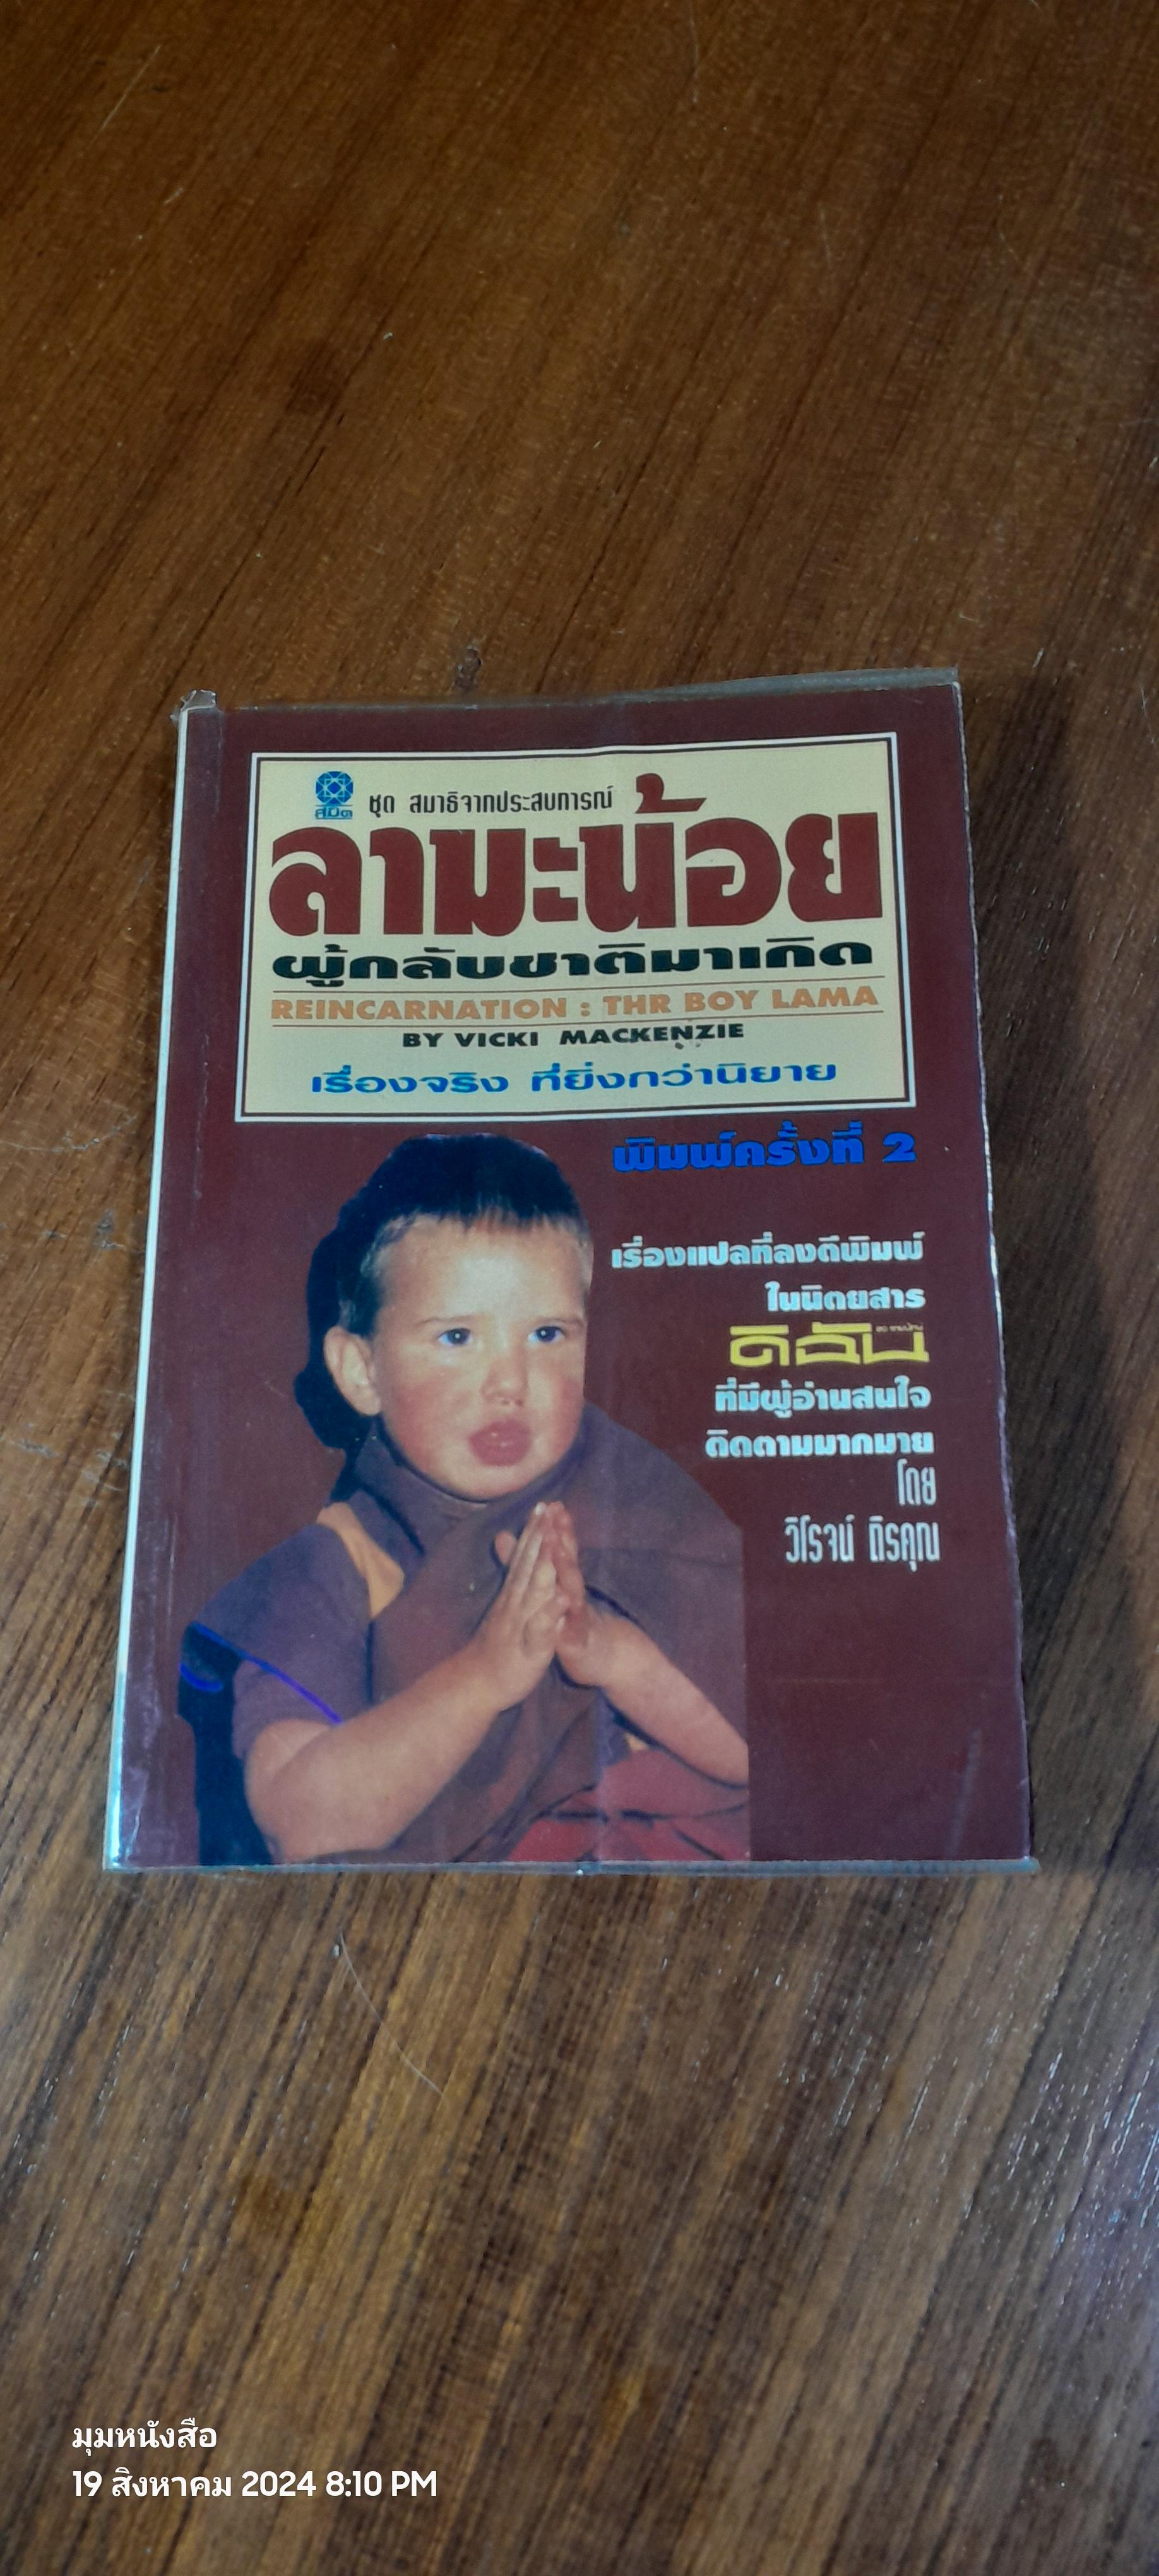 สมิต
ชุด สมาธิจากประสบการณ์
ลามะน้อย
ผู้กลับชาติมาเกิด
REINCARNATION : THR BOY LAMA
BY VICKI MACKENZIE
เรื่องจริง ที่ยิ่งกว่านิยาย
พิมพ์ครั้งที่ 2
เรื่องแปลที่ลงตีพิมพ์
ในนิตยสาร
ดิฉัน
ที่มีผู้อ่านสนใจ
ติดตามมากมาย
โดย
วิโรจน์ ถิรคุณ
มุมหนังสือ
19 สิงหาคม 2024 8:10 PM